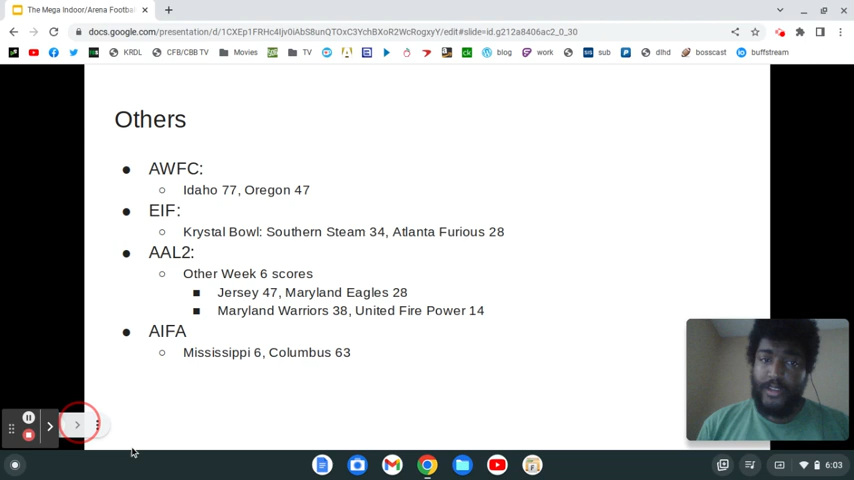 The Mega Indoor/Arena Footba
docs.google.com/presentation/d/1CXEp1FRHc4Ijv0iAbS8unQTOxC3YchBXoR2WcRogxyY/edit#slide=id.g212a8406ac2_0_30
KRDL CFB/CBB TV Movies TV blog work sub dlhd bosscast buffstream
Others
● AWFC:
○ Idaho 77, Oregon 47
● EIF:
○ Krystal Bowl: Southern Steam 34, Atlanta Furious 28
● AAL2:
○ Other Week 6 scores
■ Jersey 47, Maryland Eagles 28
■ Maryland Warriors 38, United Fire Power 14
● AIFA
○ Mississippi 6, Columbus 63
6:03